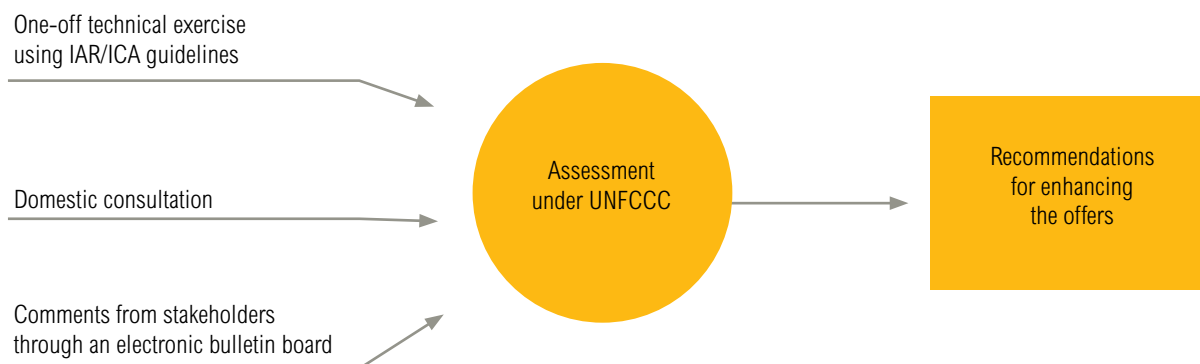 One-off technical exercise
using IAR/ICA guidelines
Domestic consultation
Comments from stakeholders
through an electronic bulletin board
Assessment
under UNFCCC
Recommendations
for enhancing
the offers